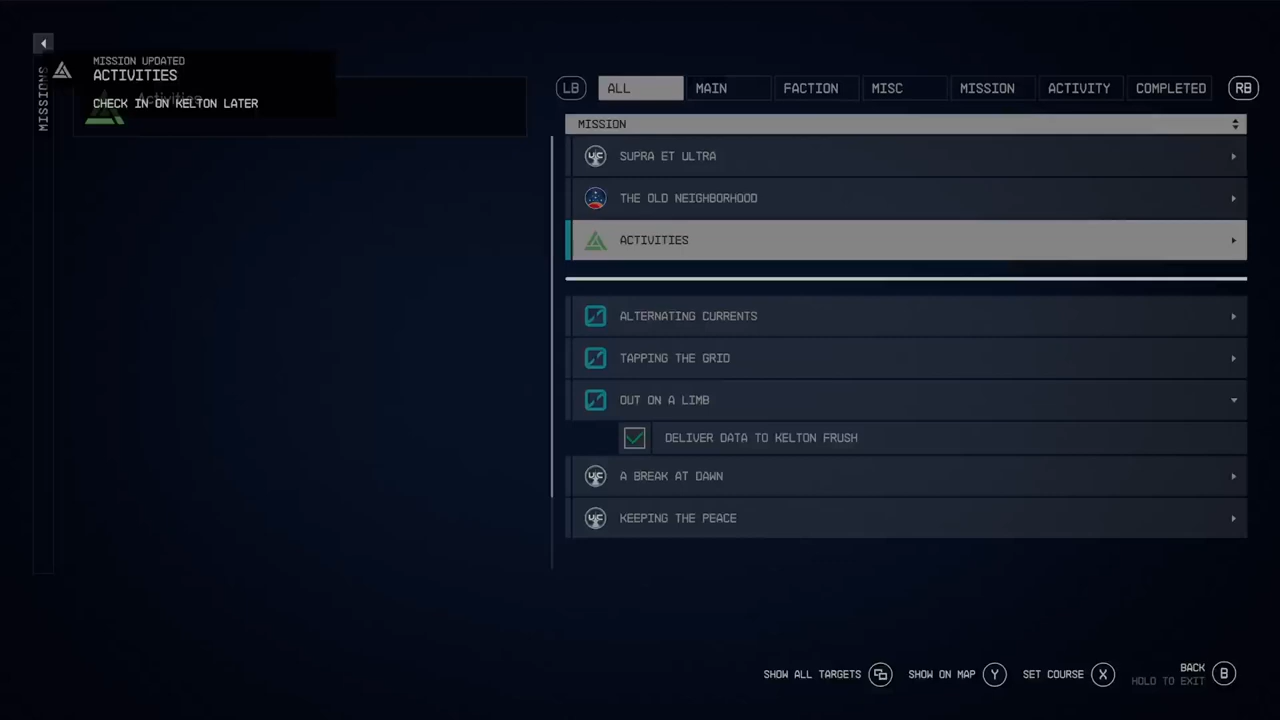 MISSIONS
MISSION UPDATED
ACTIVITIES
Activities
CHECK IN ON KELTON LATER
LB
ALL
MAIN
FACTION
MISC
MISSION
ACTIVITY
COMPLETED
RB
MISSION
SUPRA ET ULTRA
THE OLD NEIGHBORHOOD
ACTIVITIES
ALTERNATING CURRENTS
TAPPING THE GRID
OUT ON A LIMB
DELIVER DATA TO KELTON FRUSH
A BREAK AT DAWN
KEEPING THE PEACE
SHOW ALL TARGETS
SHOW ON MAP Y
SET COURSE X
BACK B
HOLD TO EXIT